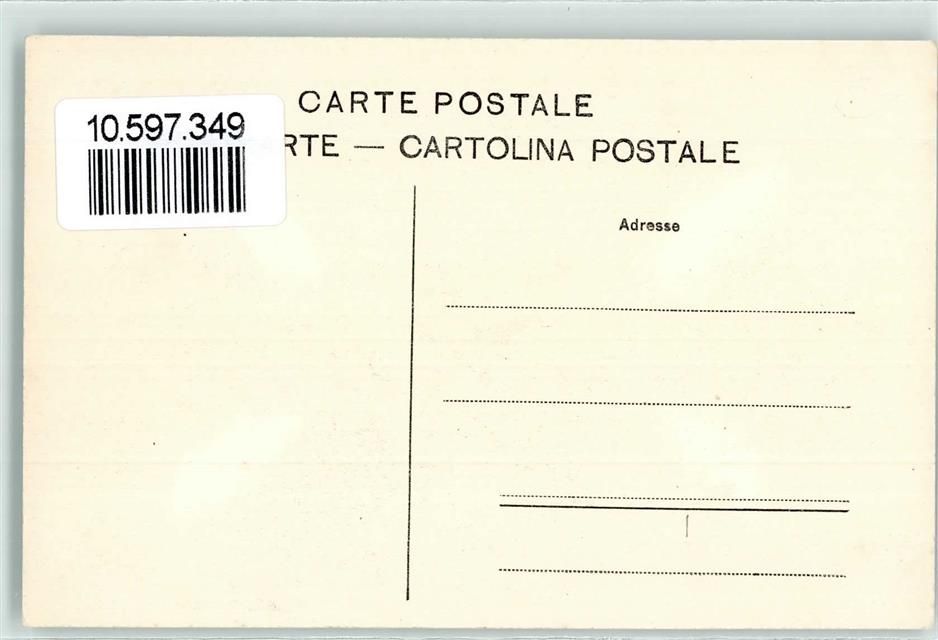 CARTE POSTALE
10.597.349
RTE — CARTOLINA POSTALE
Adresse